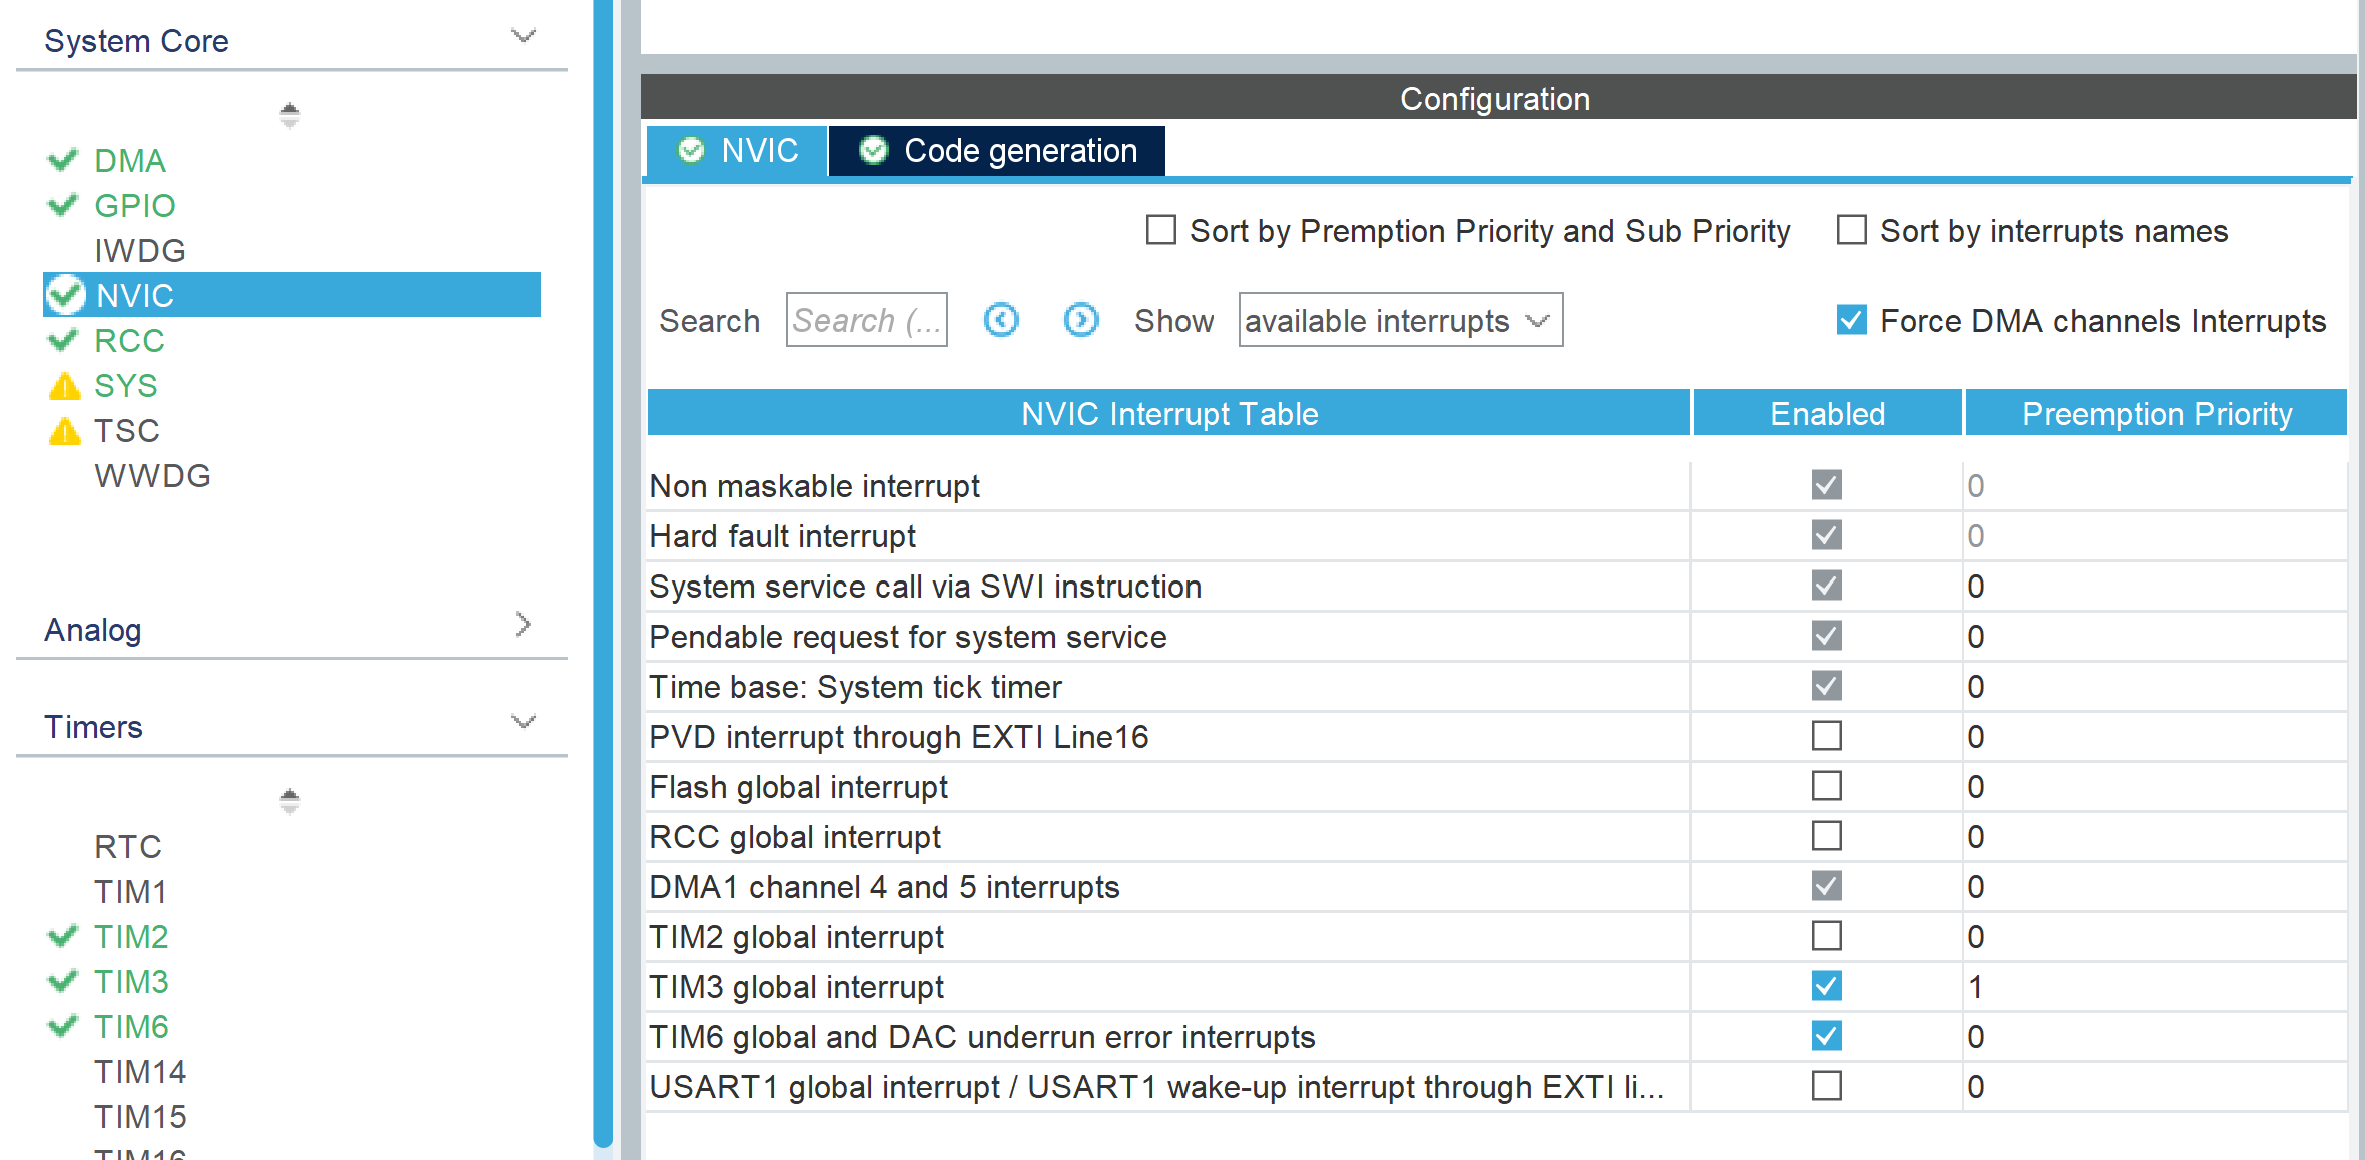 System Core
DMA
GPIO
IWDG
NVIC
RCC
SYS
TSC
WWDG
Analog
Timers
RTC
TIM1
TIM2
TIM3
TIM6
TIM14
TIM15
TIM16
Configuration
NVIC Code generation
Sort by Premption Priority and Sub Priority Sort by interrupts names
Search Search (... Show available interrupts Force DMA channels Interrupts
NVIC Interrupt Table Enabled Preemption Priority
Non maskable interrupt 0
Hard fault interrupt 0
System service call via SWI instruction 0
Pendable request for system service 0
Time base: System tick timer 0
PVD interrupt through EXTI Line16 0
Flash global interrupt 0
RCC global interrupt 0
DMA1 channel 4 and 5 interrupts 0
TIM2 global interrupt 0
TIM3 global interrupt 1
TIM6 global and DAC underrun error interrupts 0
USART1 global interrupt / USART1 wake-up interrupt through EXTI li... 0